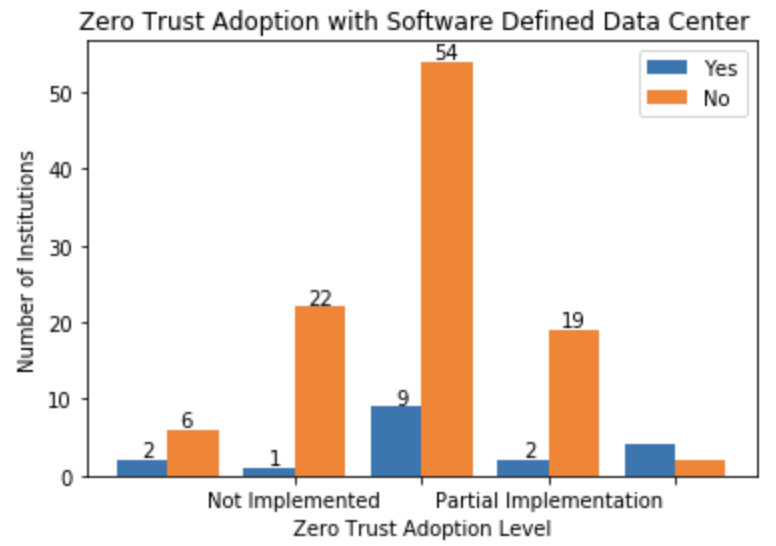 Zero Trust Adoption with Software Defined Data Center
Yes
No
Number of Institutions
50
40
30
20
10
0
2
6
1
22
9
54
2
19
Not Implemented
Partial Implementation
Zero Trust Adoption Level